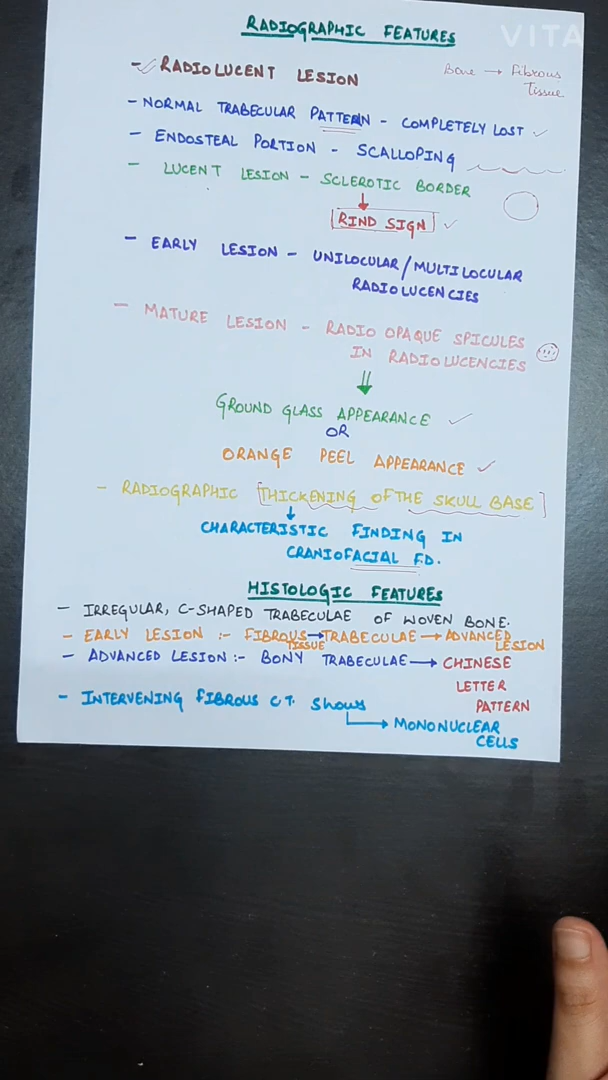 RADIOGRAPHIC FEATURES
VITA
- RADIOLUCENT LESION
Bone → Fibrous
Tissue
- NORMAL TRABECULAR PATTERN - COMPLETELY LOST
- ENDOSTEAL PORTION - SCALLOPING
- LUCENT LESION - SCLEROTIC BORDER
↓
RIND SIGN
- EARLY LESION - UNILOCULAR/MULTILOCULAR
RADIOLUCENCIES
- MATURE LESION - RADIO OPAQUE SPICULES
IN RADIOLUCENCIES
⇓
GROUND GLASS APPEARANCE
OR
ORANGE PEEL APPEARANCE
- RADIOGRAPHIC [THICKENING OF THE SKULL BASE]
↓
CHARACTERISTIC FINDING IN
CRANIOFACIAL F.D.
HISTOLOGIC FEATURES
- IRREGULAR, C-SHAPED TRABECULAE OF WOVEN BONE.
- EARLY LESION :- FIBROUS TISSUE → TRABECULAE → ADVANCED LESION
- ADVANCED LESION :- BONY TRABECULAE → CHINESE
LETTER
PATTERN
- INTERVENING FIBROUS C.T. Shows
→ MONONUCLEAR
CELLS